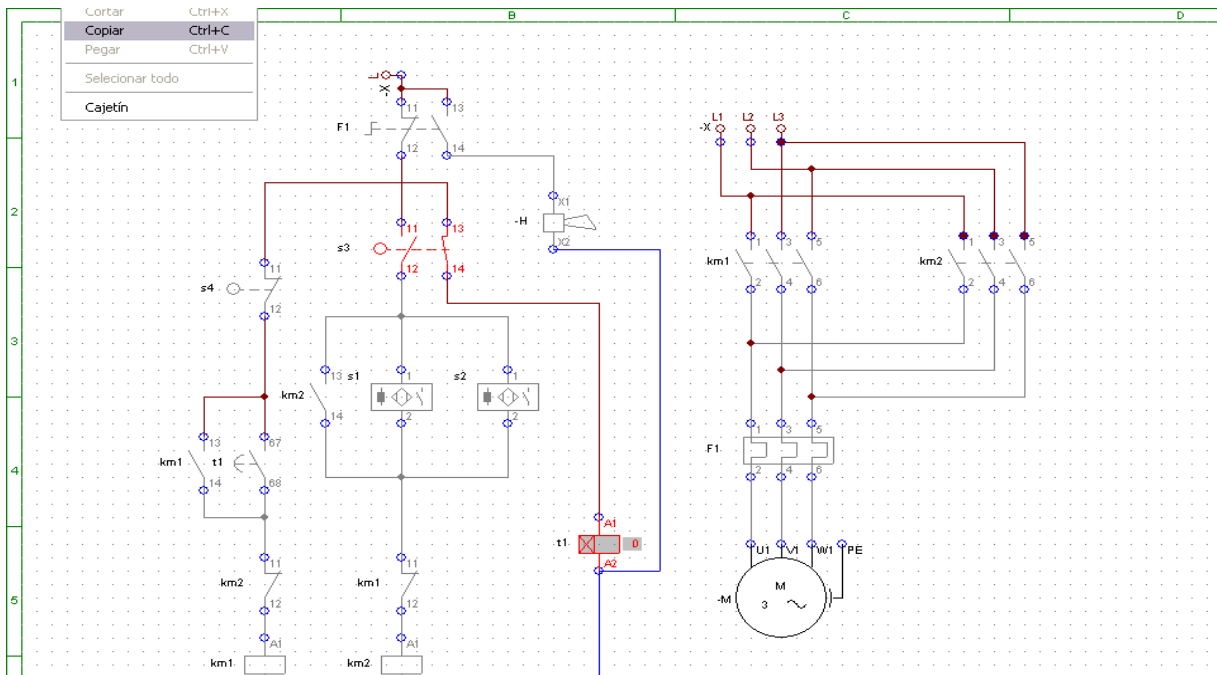 Cortar Ctrl+X
Copiar Ctrl+C
Pegar Ctrl+V
Selecionar todo
Cajetín
B C D
1
2
3
4
5
L
-X
11 13
F1
12 14
X1
-H
X2
11 13
s3
12 14
11
s4
12
13
km2
14
s1
1
2
s2
1
2
13
km1
14
67
t1
68
A1
t1 0
A2
11
km2
12
11
km1
12
A1
km1
A1
km2
L1 L2 L3
-X
1 3 5
km1
2 4 6
1 3 5
km2
2 4 6
1 3 5
F1
2 4 6
U1 V1 W1 PE
M
-M
3